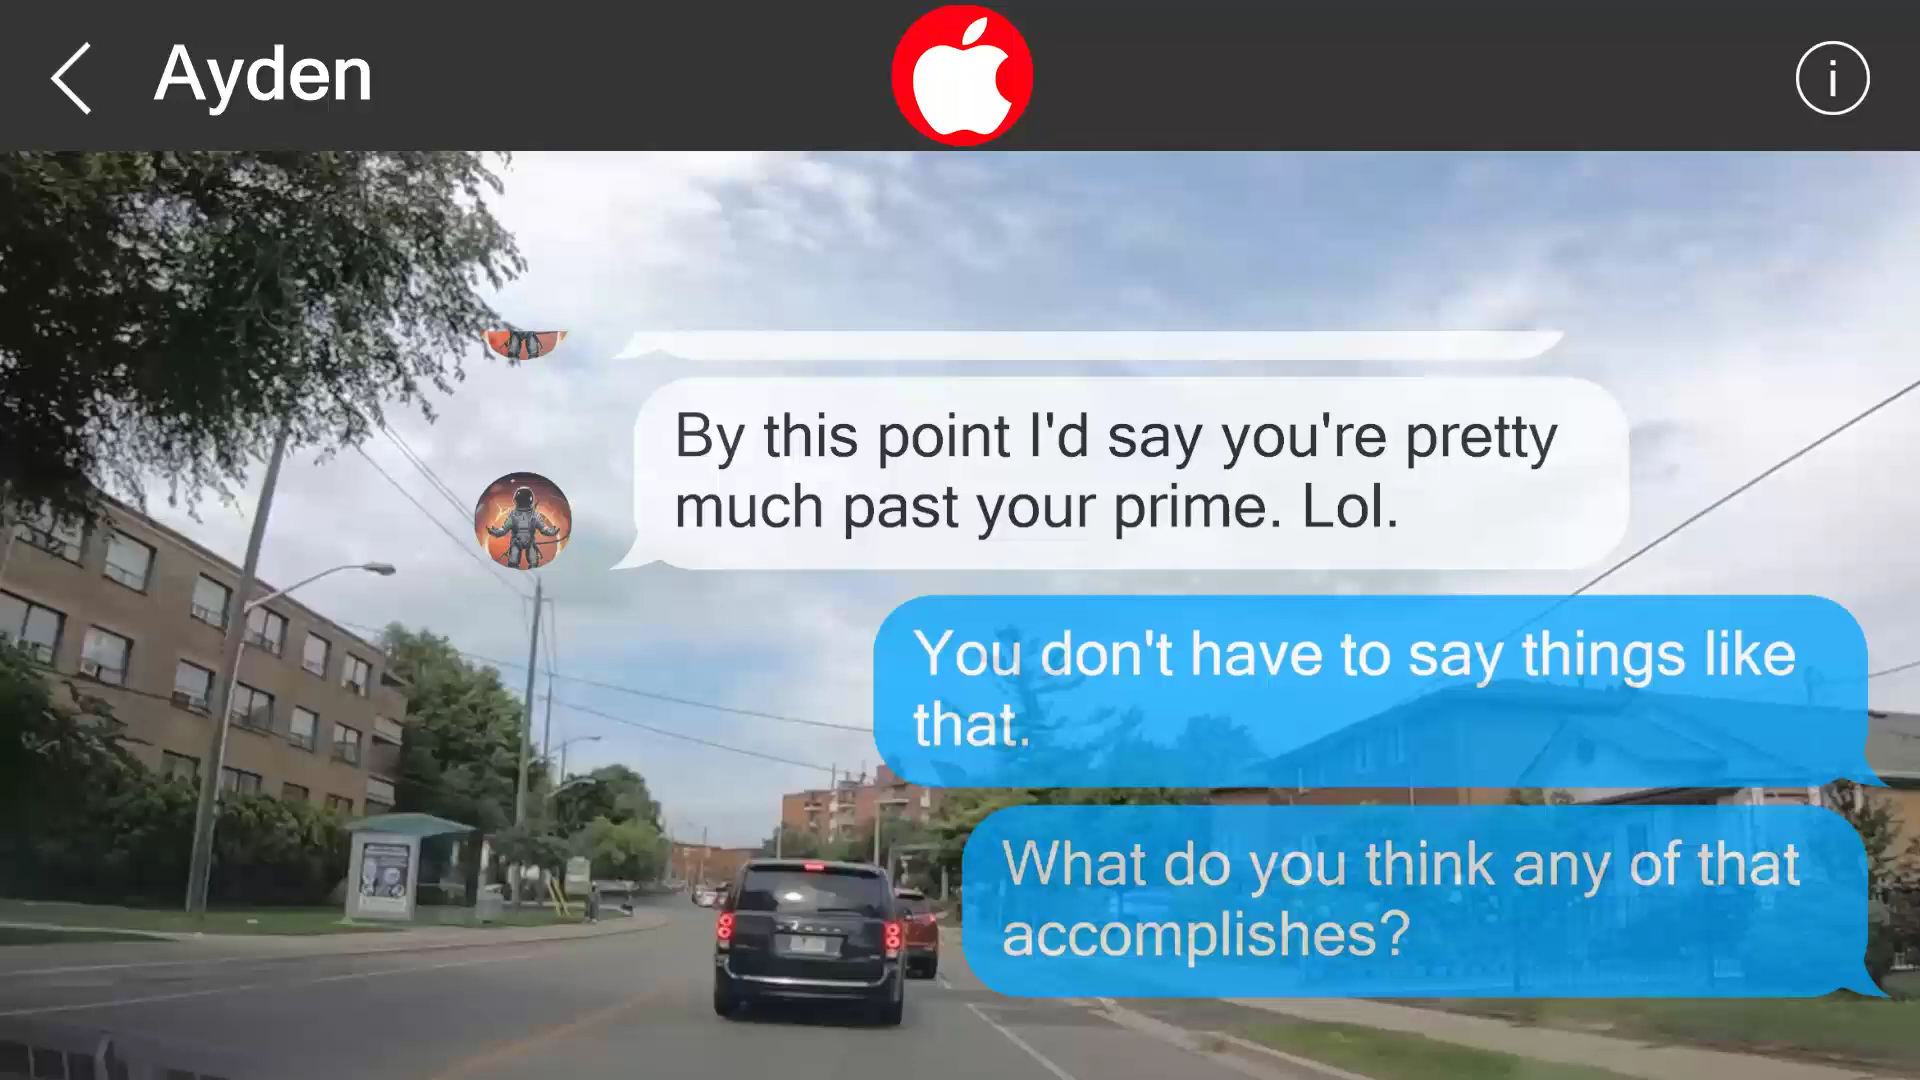 Ayden
By this point I'd say you're pretty
much past your prime. Lol.
You don't have to say things like
that.
What do you think any of that
accomplishes?